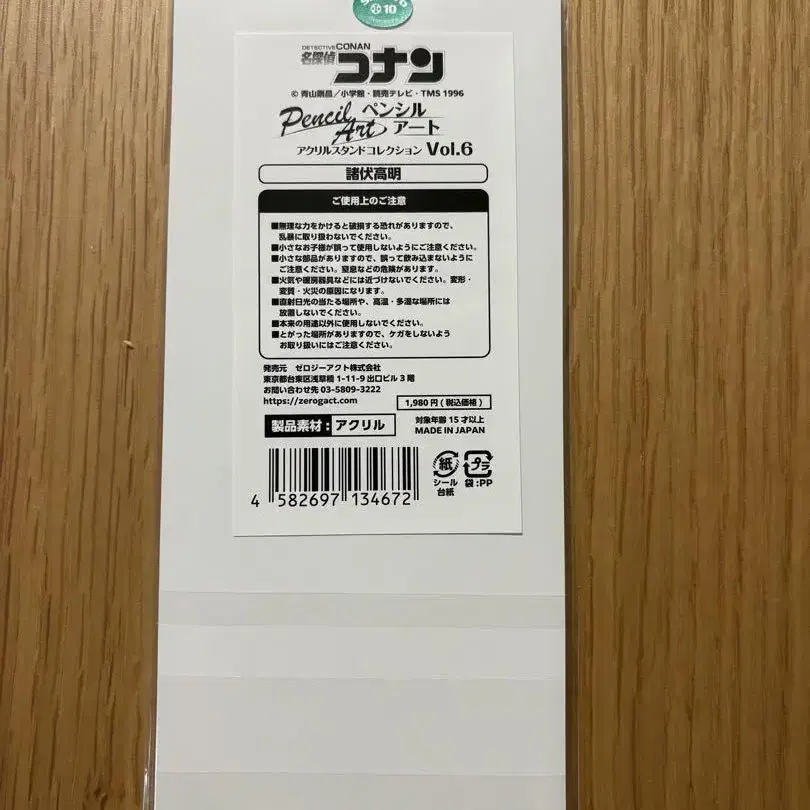 10
DETECTIVE CONAN
名探偵コナン
© 青山剛昌／小学館・読売テレビ・TMS 1996
Pencil Art ペンシルアート
アクリルスタンドコレクション Vol.6
諸伏高明
ご使用上のご注意
■無理な力をかけると破損する恐れがありますので、
乱暴に取り扱わないでください。
■小さなお子様が誤って使用しないようにご注意ください。
■小さな部品がありますので、誤って飲み込まないように
ご注意ください。窒息などの危険があります。
■火気や暖房器具などには近づけないでください。変形・
変質・火災の原因になります。
■直射日光の当たる場所や、高温・多湿な場所には
放置しないでください。
■本来の用途以外に使用しないでください。
■とがった場所がありますので、ケガをしないよう
お取り扱いにはご注意ください。
発売元 ゼロジーアクト株式会社
東京都台東区浅草橋 1-11-9 出口ビル 3 階
お問い合わせ先 03-5809-3222
https://zerogact.com
1,980 円 ( 税込価格 )
製品素材：アクリル
対象年齢 15 才以上
MADE IN JAPAN
紙
シール
台紙
プラ
袋 : PP
4 582697 134672